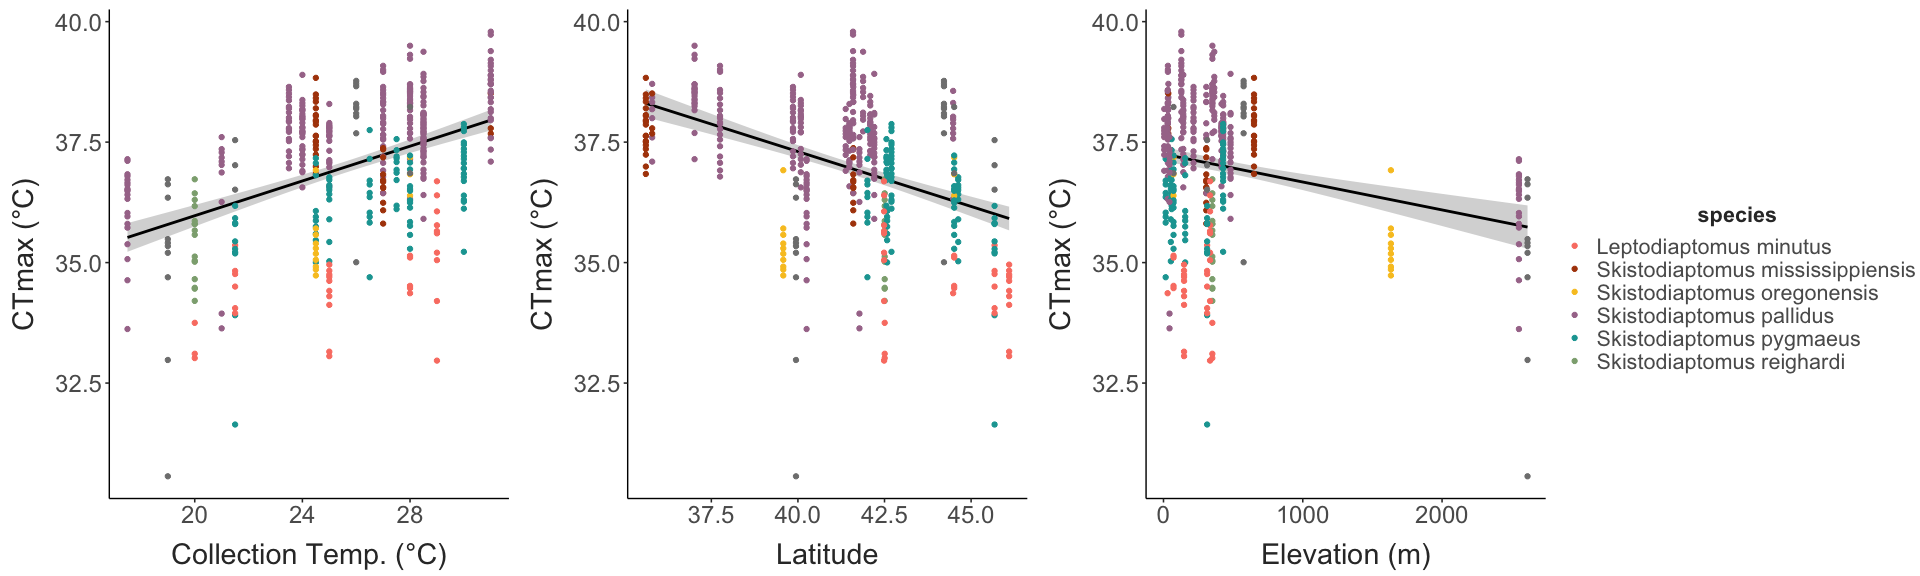 40.0
37.5
35.0
32.5
CTmax (°C)
20 24 28
Collection Temp. (°C)
40.0
37.5
35.0
32.5
CTmax (°C)
37.5 40.0 42.5 45.0
Latitude
40.0
37.5
35.0
32.5
CTmax (°C)
0 1000 2000
Elevation (m)
species
Leptodiaptomus minutus
Skistodiaptomus mississippiensis
Skistodiaptomus oregonensis
Skistodiaptomus pallidus
Skistodiaptomus pygmaeus
Skistodiaptomus reighardi